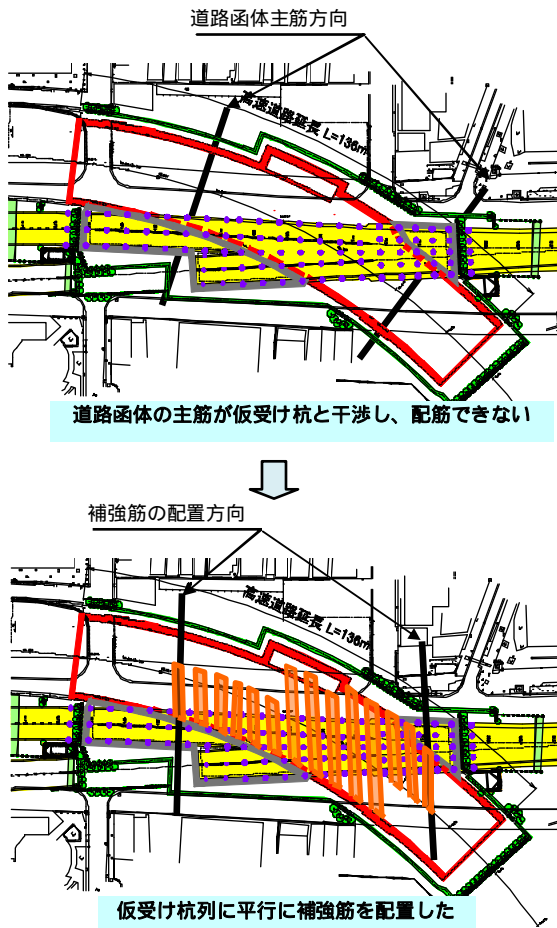 道路函体主筋方向
高速道路延長 L=136m
道路函体の主筋が仮受け杭と干渉し、配筋できない
補強筋の配置方向
高速道路延長 L=136m
仮受け杭列に平行に補強筋を配置した